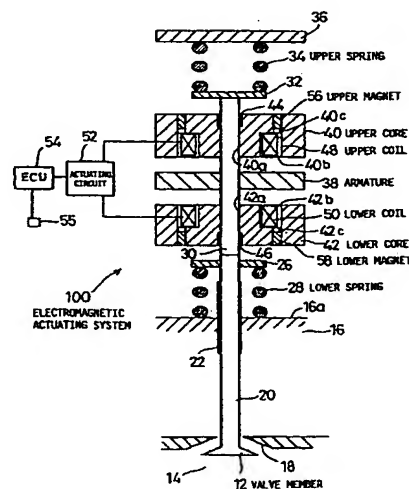 36
34 UPPER SPRING
32
44
56 UPPER MAGNET
40c
40 UPPER CORE
48 UPPER COIL
40a
40b
54
52
ECU
ACTUATING
CIRCUIT
55
38 ARMATURE
42a
42b
50 LOWER COIL
42c
42 LOWER CORE
58 LOWER MAGNET
30
46
26
100
ELECTROMAGNETIC
ACTUATING SYSTEM
28 LOWER SPRING
16a
16
22
20
18
14
12 VALVE MEMBER